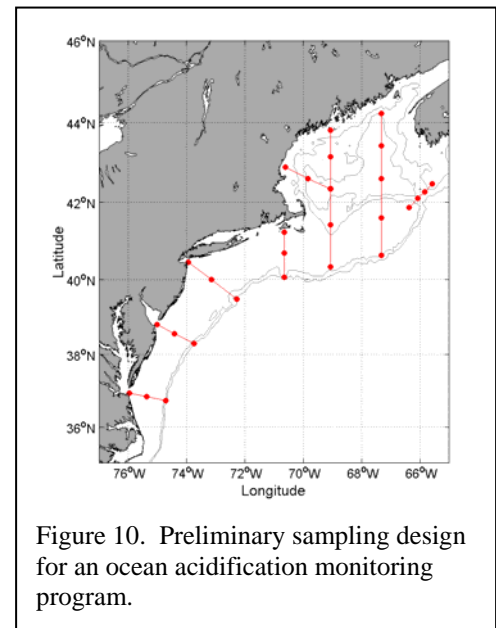 46°N
44°N
42°N
40°N
38°N
36°N
Latitude
76°W 74°W 72°W 70°W 68°W 66°W
Longitude
Figure 10. Preliminary sampling design
for an ocean acidification monitoring
program.